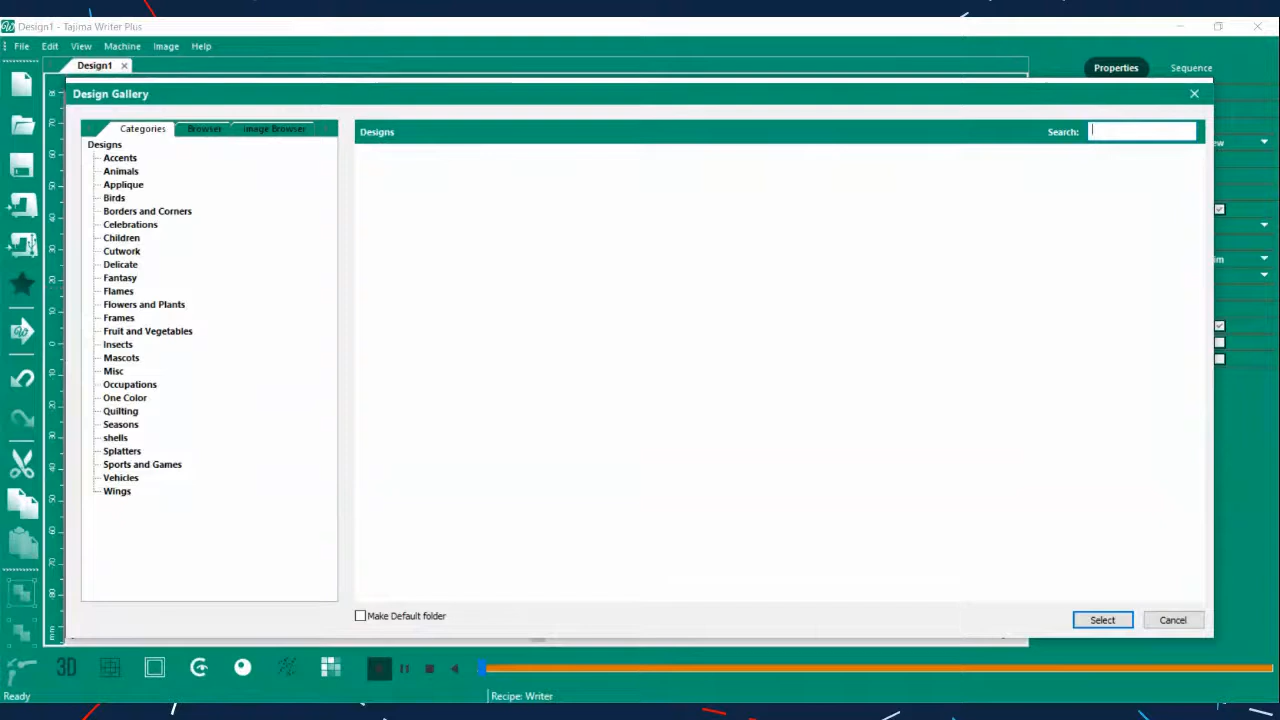 Design1 - Tajima Writer Plus
File Edit View Machine Image Help
Design1
Properties Sequence
Design Gallery
Categories Browser Image Browser
Designs Search:
Designs
Accents
Animals
Applique
Birds
Borders and Corners
Celebrations
Children
Cutwork
Delicate
Fantasy
Flames
Flowers and Plants
Frames
Fruit and Vegetables
Insects
Mascots
Misc
Occupations
One Color
Quilting
Seasons
shells
Splatters
Sports and Games
Vehicles
Wings
Make Default folder
Select Cancel
3D
Ready Recipe: Writer